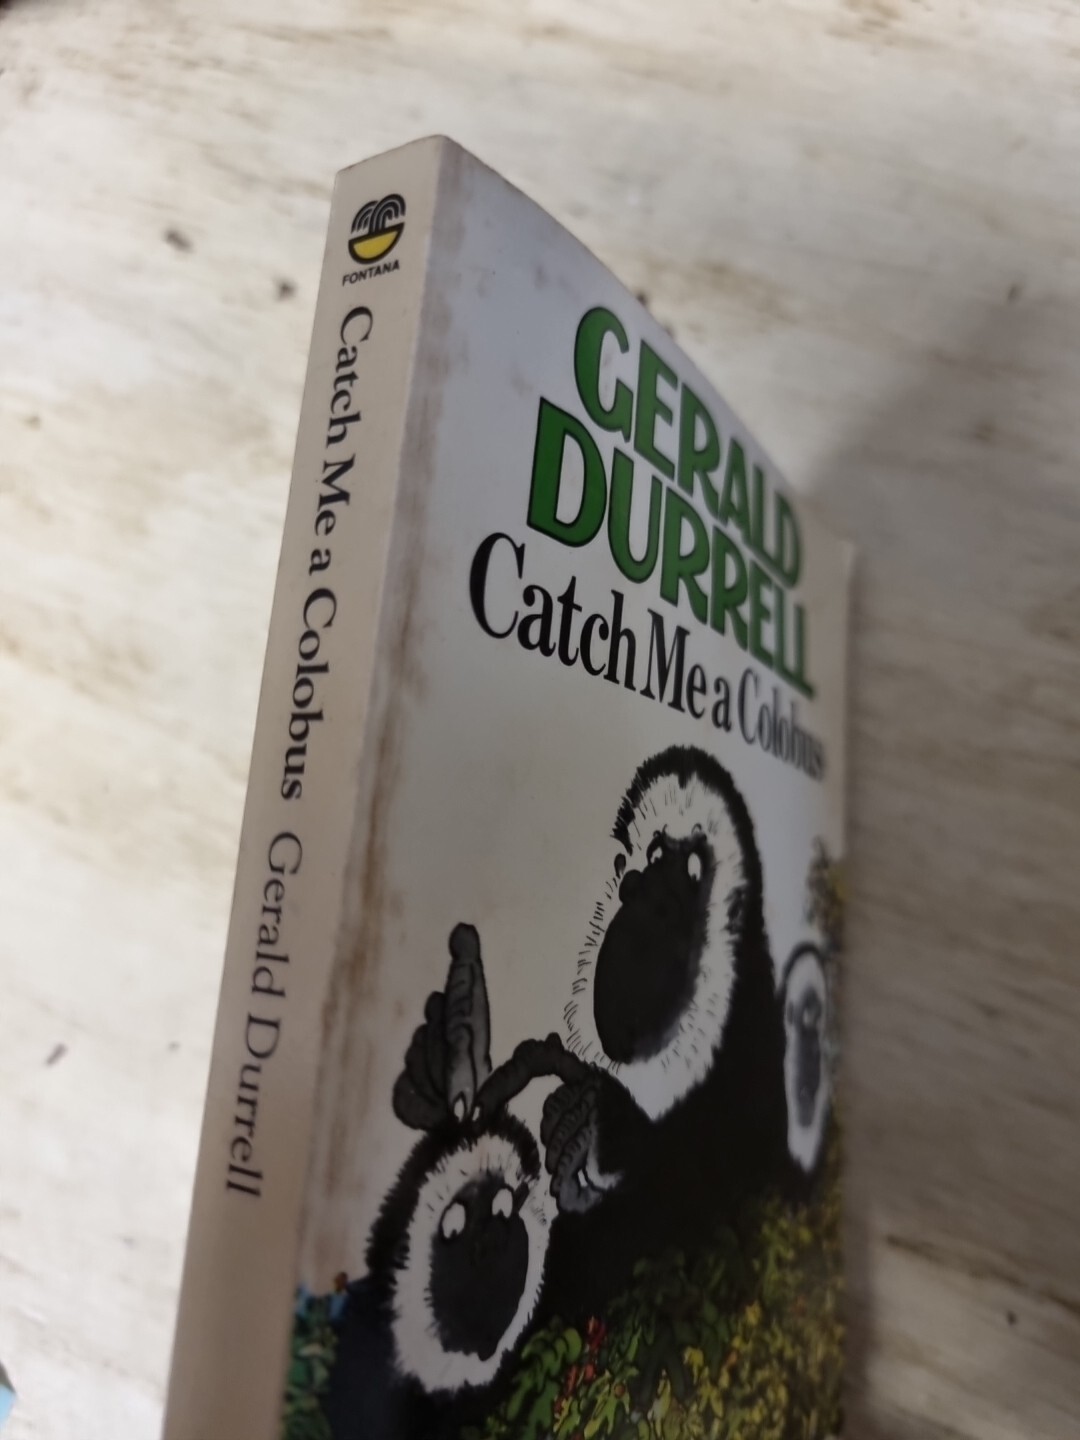 FONTANA
Catch Me a Colobus Gerald Durrell
GERALD
DURRELL
Catch Me a Colobus